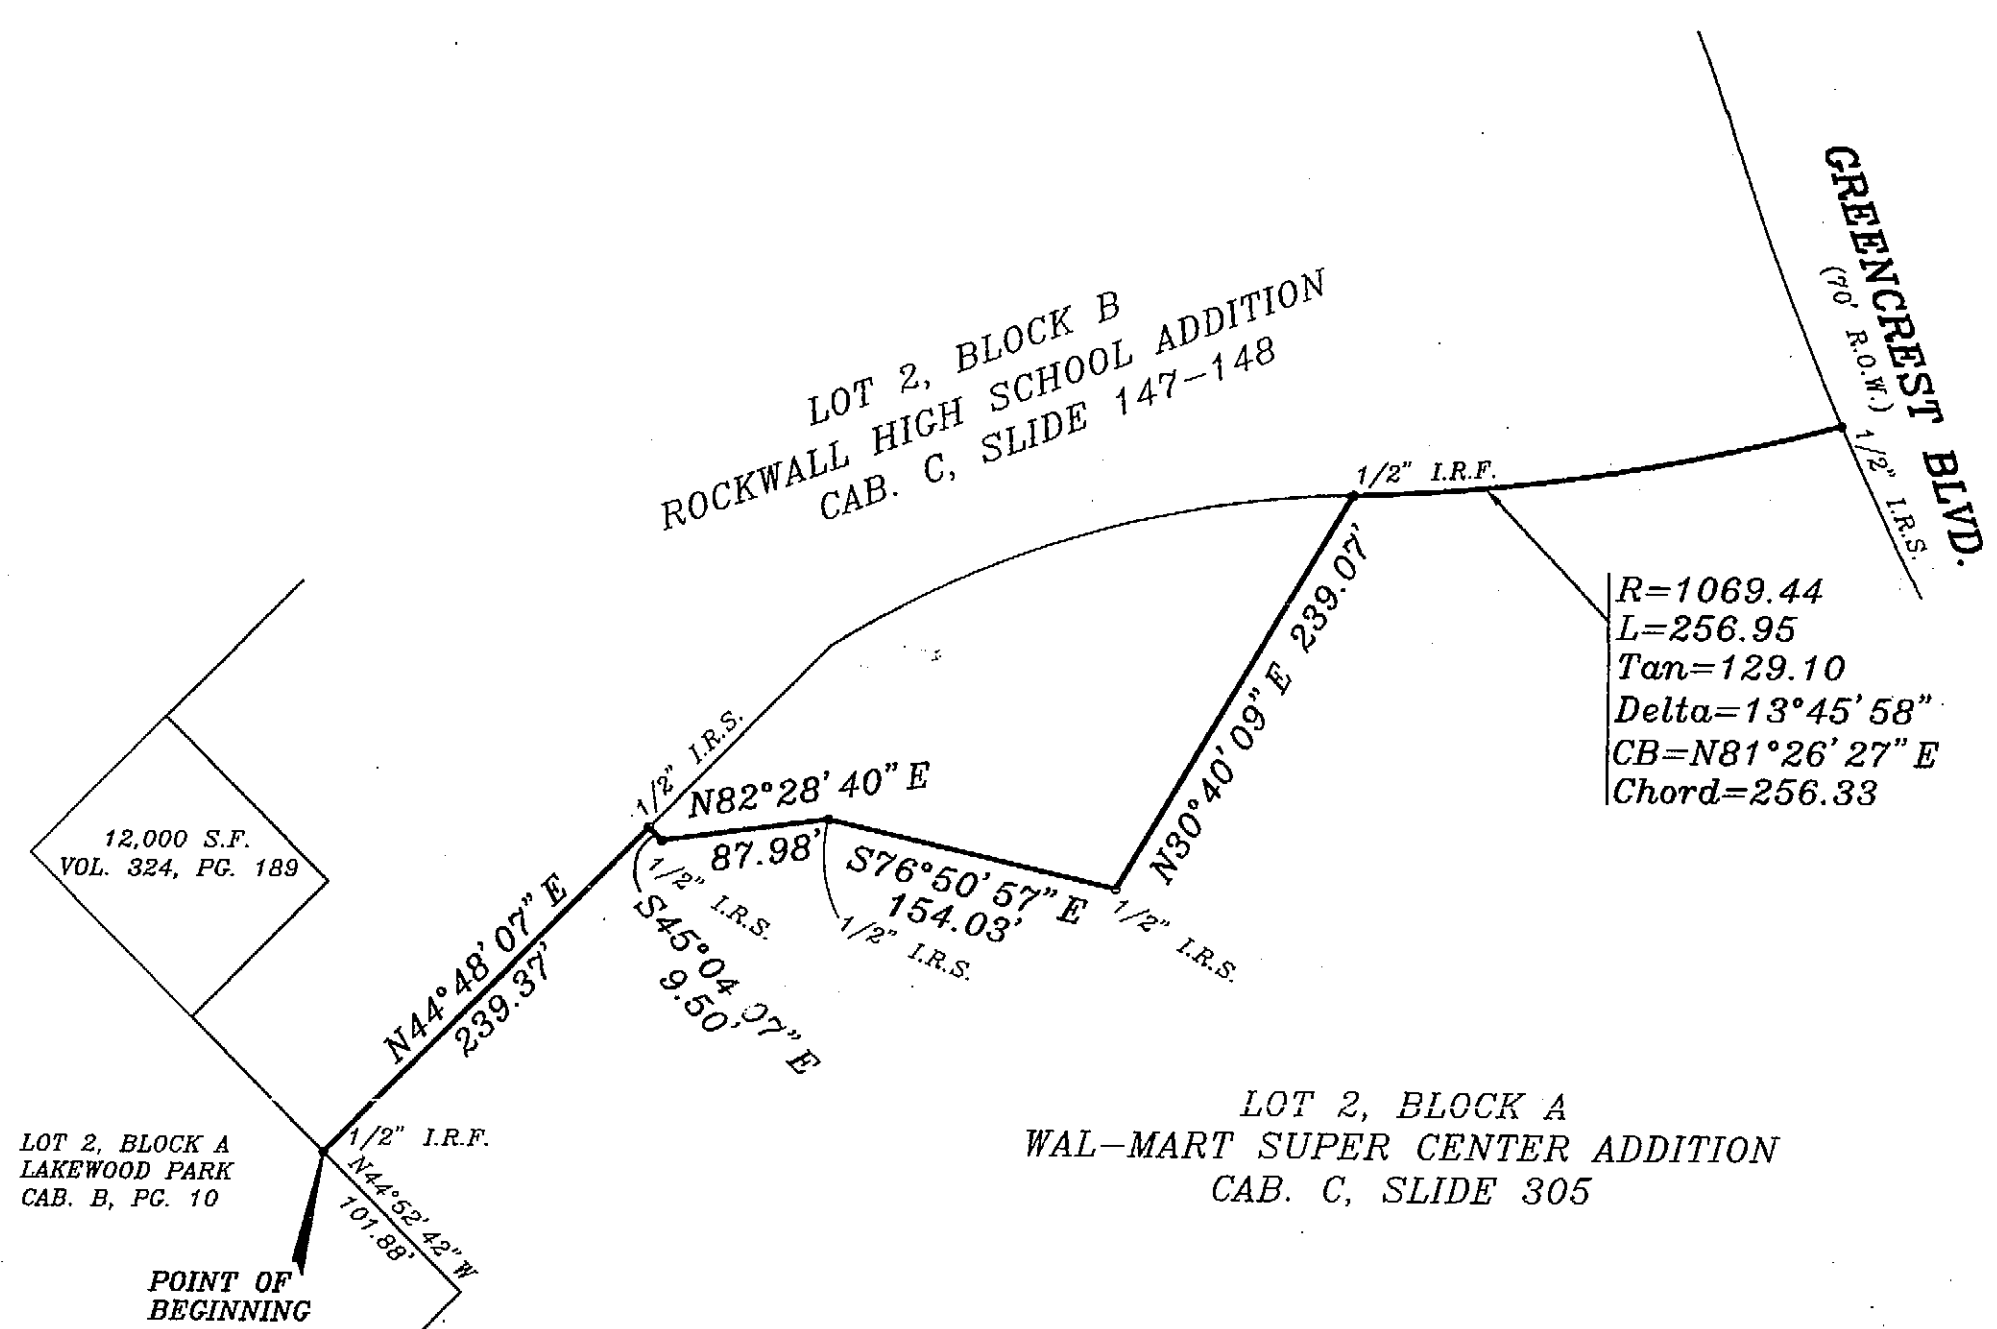 GREENCREST BLVD.
(70' R.O.W.)
1/2" I.R.S.
LOT 2, BLOCK B
ROCKWALL HIGH SCHOOL ADDITION
CAB. C, SLIDE 147-148
1/2" I.R.F.
N30°40'09"E 239.07'
R=1069.44
L=256.95
Tan=129.10
Delta=13°45'58"
CB=N81°26'27"E
Chord=256.33
1/2" I.R.S.
N82°28'40"E
87.98'
1/2" I.R.S.
S76°50'57"E
154.03'
1/2" I.R.S.
1/2" I.R.S.
S45°04 07"E
9.50'
12,000 S.F.
VOL. 324, PG. 189
N44°48'07"E
239.37'
1/2" I.R.F.
LOT 2, BLOCK A
LAKEWOOD PARK
CAB. B, PG. 10
N44°52'42"W
101.88'
POINT OF
BEGINNING
LOT 2, BLOCK A
WAL-MART SUPER CENTER ADDITION
CAB. C, SLIDE 305